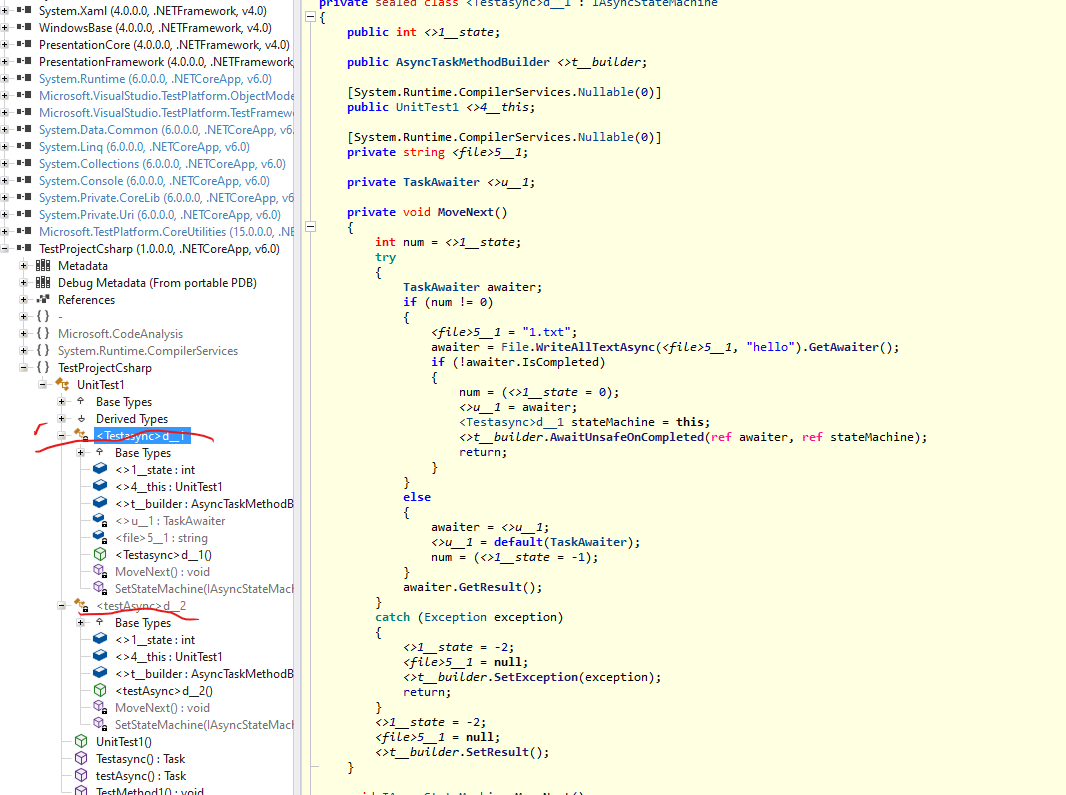 System.Xaml (4.0.0.0, .NETFramework, v4.0)
WindowsBase (4.0.0.0, .NETFramework, v4.0)
PresentationCore (4.0.0.0, .NETFramework, v4.0)
PresentationFramework (4.0.0.0, .NETFramework,
System.Runtime (6.0.0.0, .NETCoreApp, v6.0)
Microsoft.VisualStudio.TestPlatform.ObjectMode
Microsoft.VisualStudio.TestPlatform.TestFramew
System.Data.Common (6.0.0.0, .NETCoreApp, v6.
System.Linq (6.0.0.0, .NETCoreApp, v6.0)
System.Collections (6.0.0.0, .NETCoreApp, v6.0)
System.Console (6.0.0.0, .NETCoreApp, v6.0)
System.Private.CoreLib (6.0.0.0, .NETCoreApp, v6
System.Private.Uri (6.0.0.0, .NETCoreApp, v6.0)
Microsoft.TestPlatform.CoreUtilities (15.0.0.0, .NE
TestProjectCsharp (1.0.0.0, .NETCoreApp, v6.0)
Metadata
Debug Metadata (From portable PDB)
References
{ } -
{ } Microsoft.CodeAnalysis
{ } System.Runtime.CompilerServices
{ } TestProjectCsharp
UnitTest1
Base Types
Derived Types
<Testasync>d__1
Base Types
<>1__state : int
<>4__this : UnitTest1
<>t__builder : AsyncTaskMethodB
<>u__1 : TaskAwaiter
<file>5__1 : string
<Testasync>d__1()
MoveNext() : void
SetStateMachine(IAsyncStateMach
<testAsync>d__2
Base Types
<>1__state : int
<>4__this : UnitTest1
<>t__builder : AsyncTaskMethodB
<testAsync>d__2()
MoveNext() : void
SetStateMachine(IAsyncStateMach
UnitTest1()
Testasync() : Task
testAsync() : Task
TestMethod1() : void
private sealed class <Testasync>d__1 : IAsyncStateMachine
{
public int <>1__state;
public AsyncTaskMethodBuilder <>t__builder;
[System.Runtime.CompilerServices.Nullable(0)]
public UnitTest1 <>4__this;
[System.Runtime.CompilerServices.Nullable(0)]
private string <file>5__1;
private TaskAwaiter <>u__1;
private void MoveNext()
{
int num = <>1__state;
try
{
TaskAwaiter awaiter;
if (num != 0)
{
<file>5__1 = "1.txt";
awaiter = File.WriteAllTextAsync(<file>5__1, "hello").GetAwaiter();
if (!awaiter.IsCompleted)
{
num = (<>1__state = 0);
<>u__1 = awaiter;
<Testasync>d__1 stateMachine = this;
<>t__builder.AwaitUnsafeOnCompleted(ref awaiter, ref stateMachine);
return;
}
}
else
{
awaiter = <>u__1;
<>u__1 = default(TaskAwaiter);
num = (<>1__state = -1);
}
awaiter.GetResult();
}
catch (Exception exception)
{
<>1__state = -2;
<file>5__1 = null;
<>t__builder.SetException(exception);
return;
}
<>1__state = -2;
<file>5__1 = null;
<>t__builder.SetResult();
}